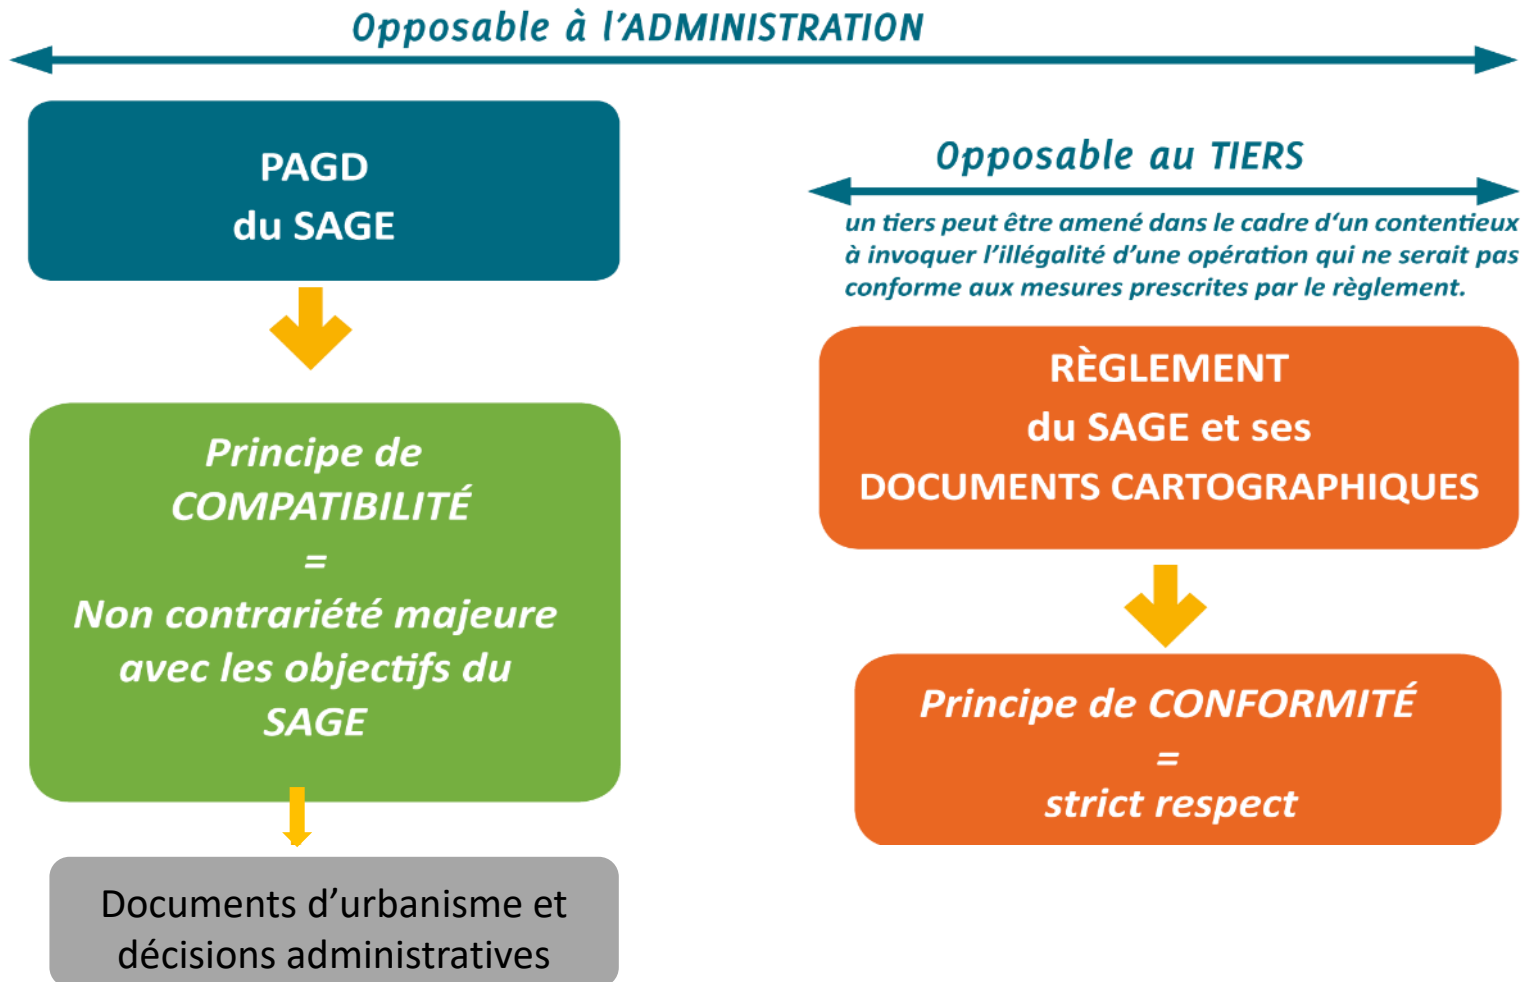 Opposable à l’ADMINISTRATION
PAGD
du SAGE
Opposable au TIERS
un tiers peut être amené dans le cadre d‘un contentieux
à invoquer l’illégalité d’une opération qui ne serait pas
conforme aux mesures prescrites par le règlement.
RÈGLEMENT
du SAGE et ses
DOCUMENTS CARTOGRAPHIQUES
Principe de
COMPATIBILITÉ
=
Non contrariété majeure
avec les objectifs du
SAGE
Principe de CONFORMITÉ
=
strict respect
Documents d’urbanisme et
décisions administratives